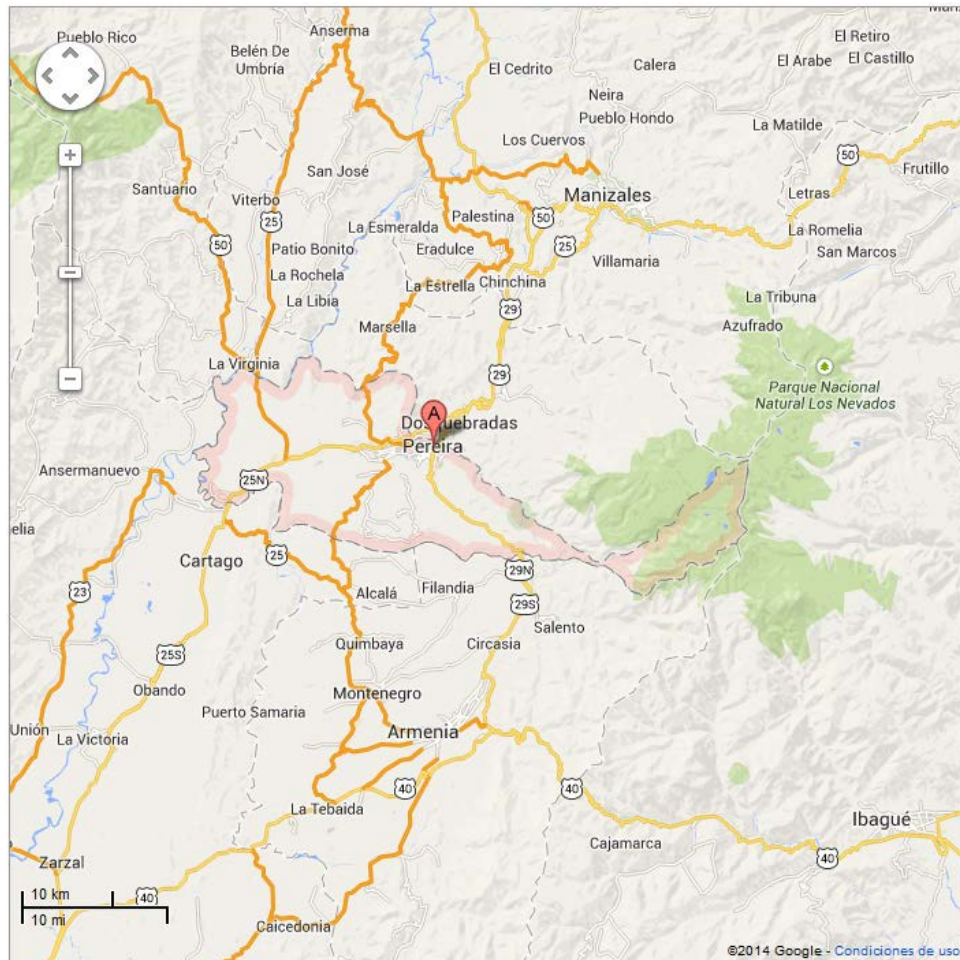 Anserma
Pueblo Rico
El Retiro
Belén De
Umbría
El Arabe
El Castillo
El Cedrito
Calera
Neira
Pueblo Hondo
La Matilde
Los Cuervos
50
Frutillo
San José
Santuario
Manizales
Letras
Viterbo
Palestina
50
25
La Esmeralda
La Romelia
50
25
Patio Bonito
Eradulce
San Marcos
Villamaria
La Rochela
La Estrella
Chinchina
La Libia
La Tribuna
29
Marsella
Azufrado
La Virginia
29
Parque Nacional
Natural Los Nevados
A
Dosquebradas
Pereira
Ansermanuevo
25N
elia
25
Cartago
29N
23
Alcalá
Filandia
29S
Salento
Quimbaya
Circasia
25S
Obando
Montenegro
Puerto Samaria
Unión
La Victoria
Armenia
40
40
La Tebaida
Ibagué
Cajamarca
40
Zarzal
10 km
40
10 mi
Caicedonia
©2014 Google - Condiciones de uso